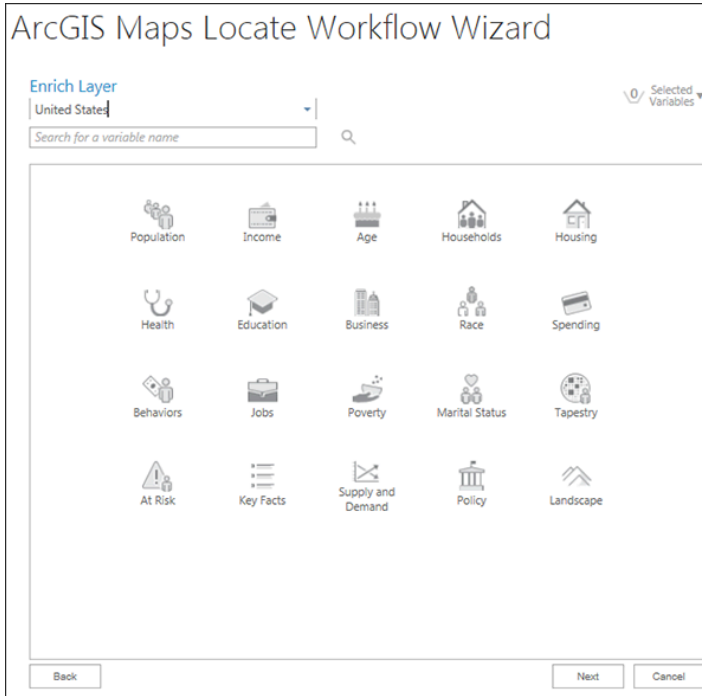 ArcGIS Maps Locate Workflow Wizard
Enrich Layer
United States
0 Selected Variables
Search for a variable name
Population Income Age Households Housing
Health Education Business Race Spending
Behaviors Jobs Poverty Marital Status Tapestry
At Risk Key Facts Supply and Demand Policy Landscape
Back Next Cancel